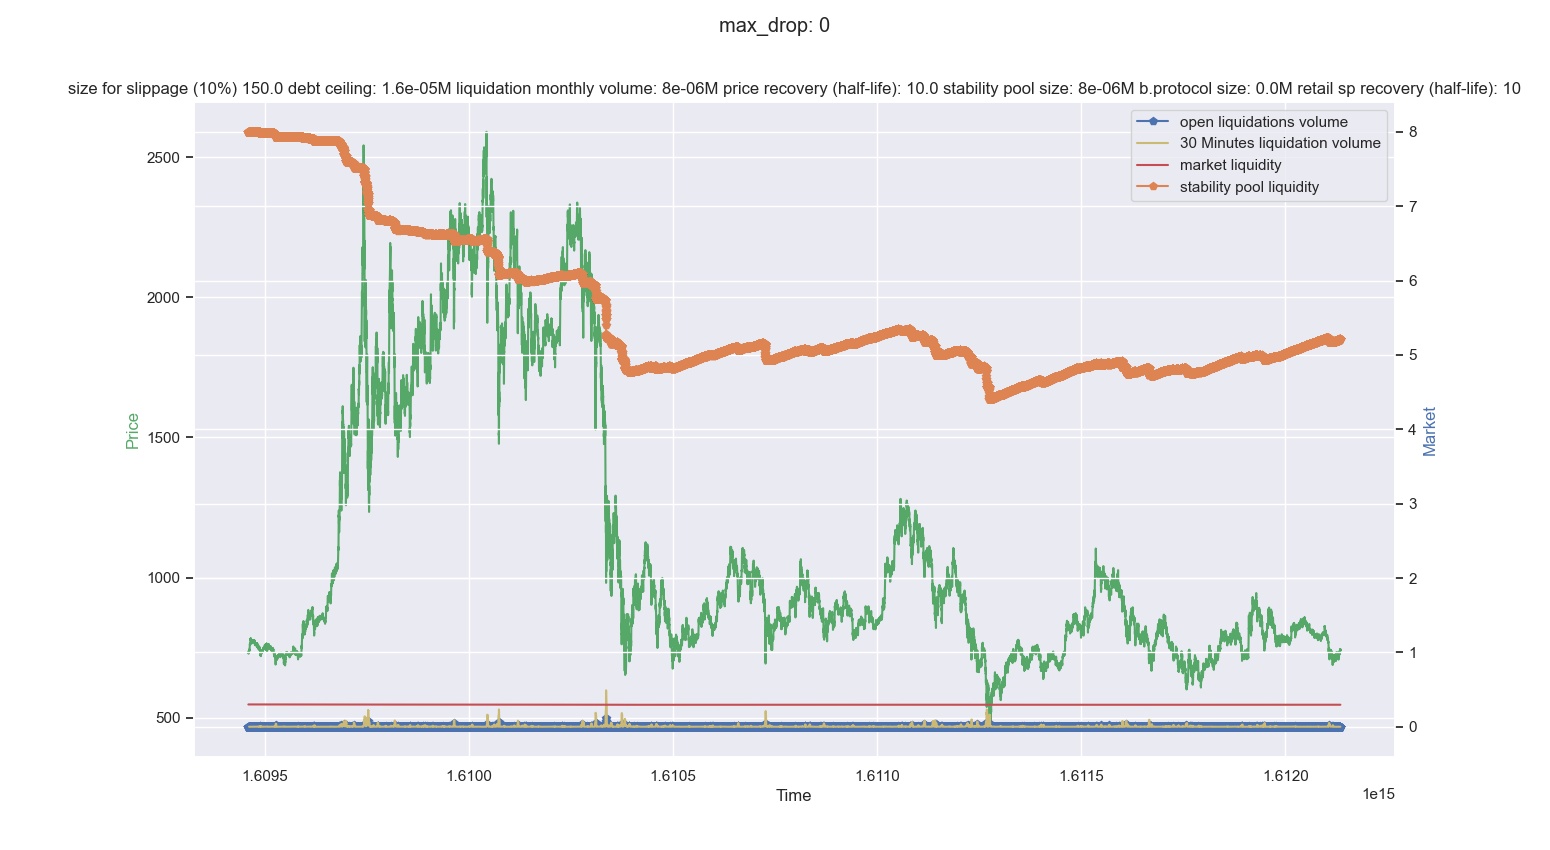 max_drop: 0
size for slippage (10%) 150.0 debt ceiling: 1.6e-05M liquidation monthly volume: 8e-06M price recovery (half-life): 10.0 stability pool size: 8e-06M b.protocol size: 0.0M retail sp recovery (half-life): 10
open liquidations volume
30 Minutes liquidation volume
market liquidity
stability pool liquidity
2500
2000
1500
1000
500
Price
8
7
6
5
4
3
2
1
0
Market
1.6095 1.6100 1.6105 1.6110 1.6115 1.6120
1e15
Time